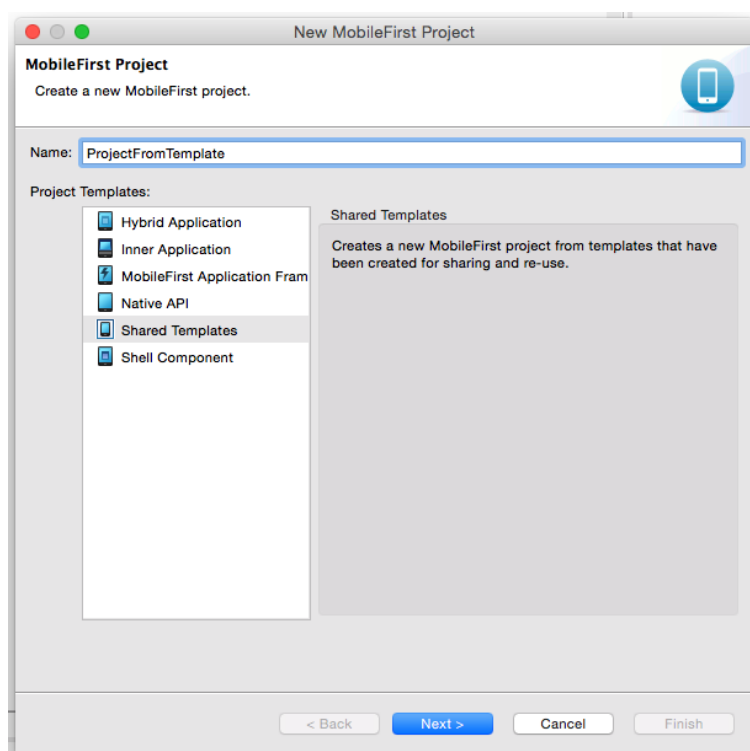 New MobileFirst Project
MobileFirst Project
Create a new MobileFirst project.
Name: ProjectFromTemplate
Project Templates:
Hybrid Application
Inner Application
MobileFirst Application Fram
Native API
Shared Templates
Shell Component
Shared Templates
Creates a new MobileFirst project from templates that have
been created for sharing and re-use.
< Back Next > Cancel Finish